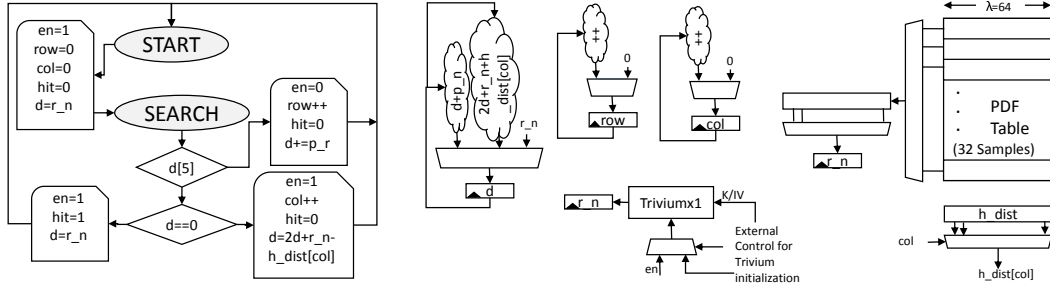 en=1
row=0
col=0
hit=0
d=r_n
START
SEARCH
en=0
row++
hit=0
d+=p_r
d[5]
d==0
en=1
hit=1
d=r_n
en=1
col++
hit=0
d=2d+r_n-
h_dist[col]
d+p_n
2d+r_n+h
_dist[col]
r_n
d
++
0
row
++
0
col
r_n
Triviumx1
K/IV
en
External
Control for
Trivium
initialization
r_n
λ=64
PDF
Table
(32 Samples)
h_dist
col
h_dist[col]